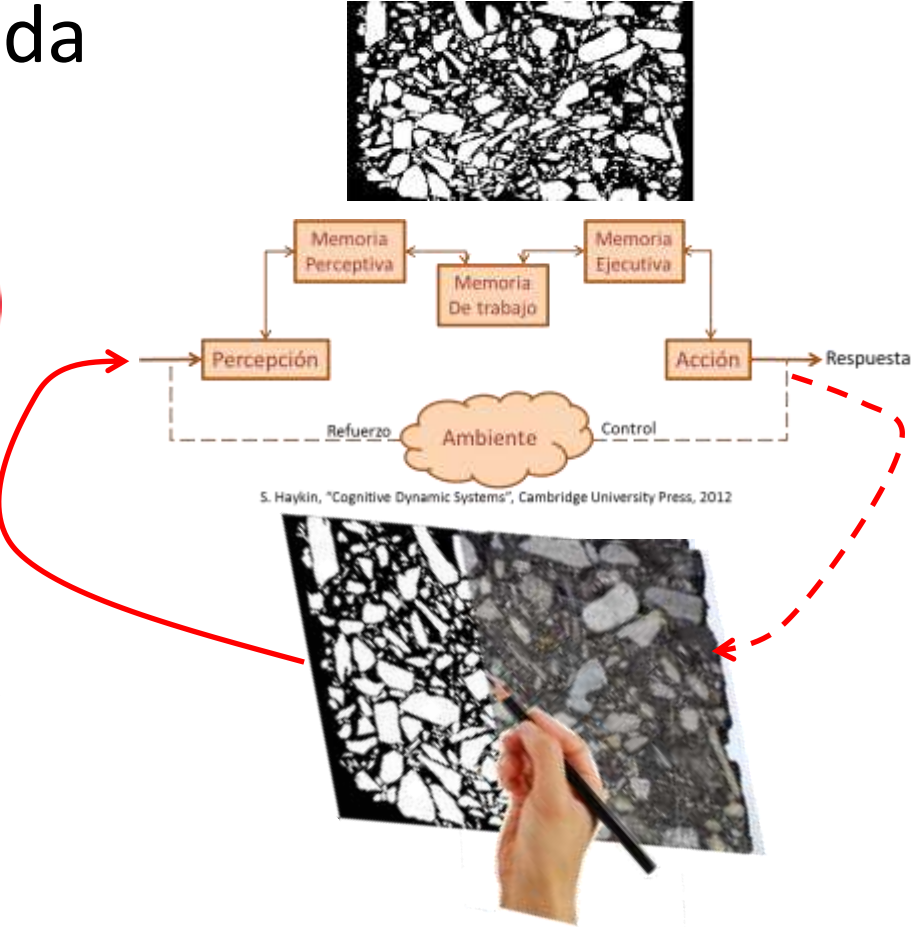 da
Memoria
Perceptiva
Memoria
Ejecutiva
Memoria
De trabajo
Percepción
Acción
Respuesta
Refuerzo
Ambiente
Control
S. Haykin, "Cognitive Dynamic Systems", Cambridge University Press, 2012